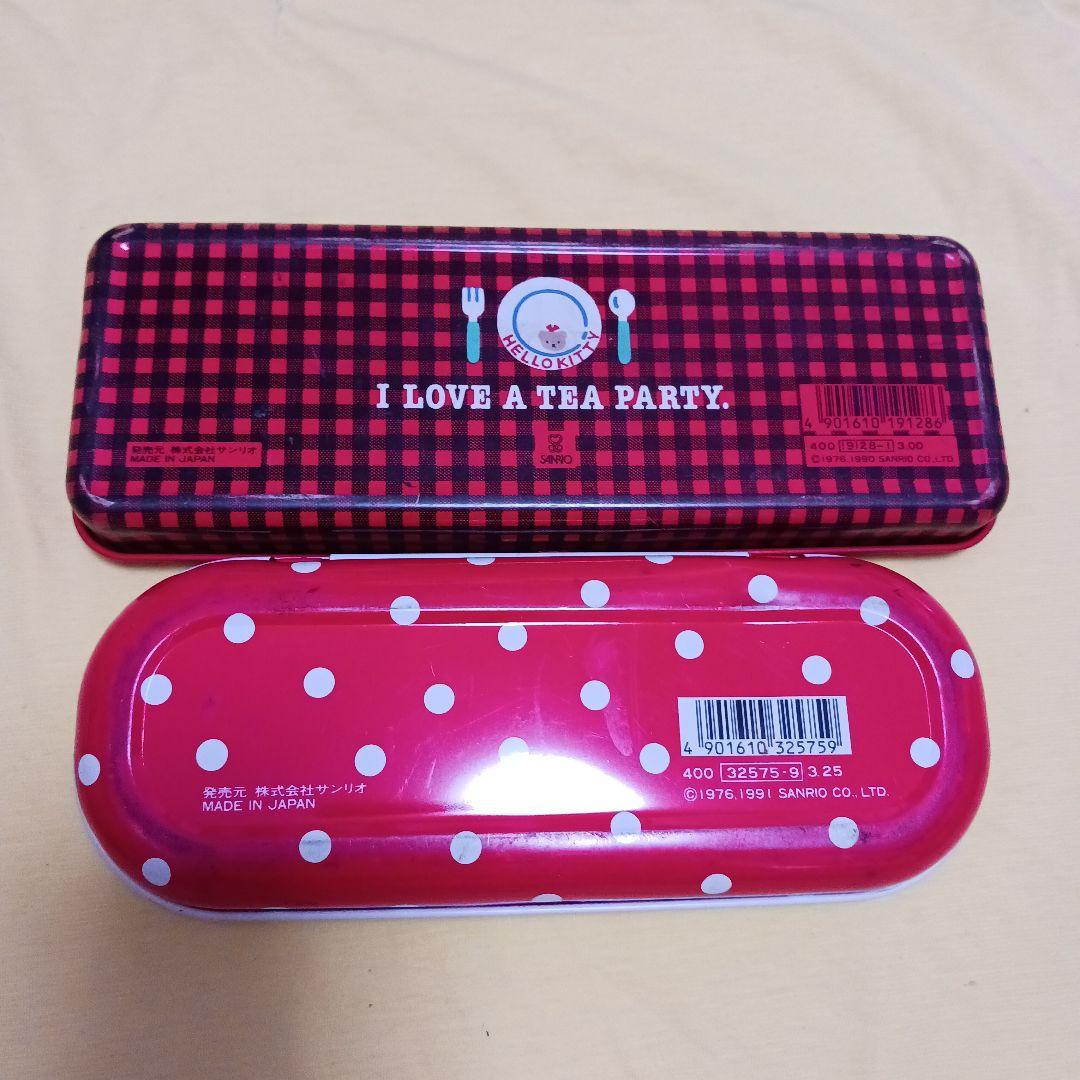 HELLO KITTY
I LOVE A TEA PARTY.
4 901610 191286
発売元 株式会社サンリオ
MADE IN JAPAN
SANRIO
400 19128-1 3.00
©1976,1990 SANRIO CO., LTD
4 901610 325759
400 32575-9 3.25
発売元 株式会社サンリオ
MADE IN JAPAN
©1976,1991 SANRIO CO., LTD.